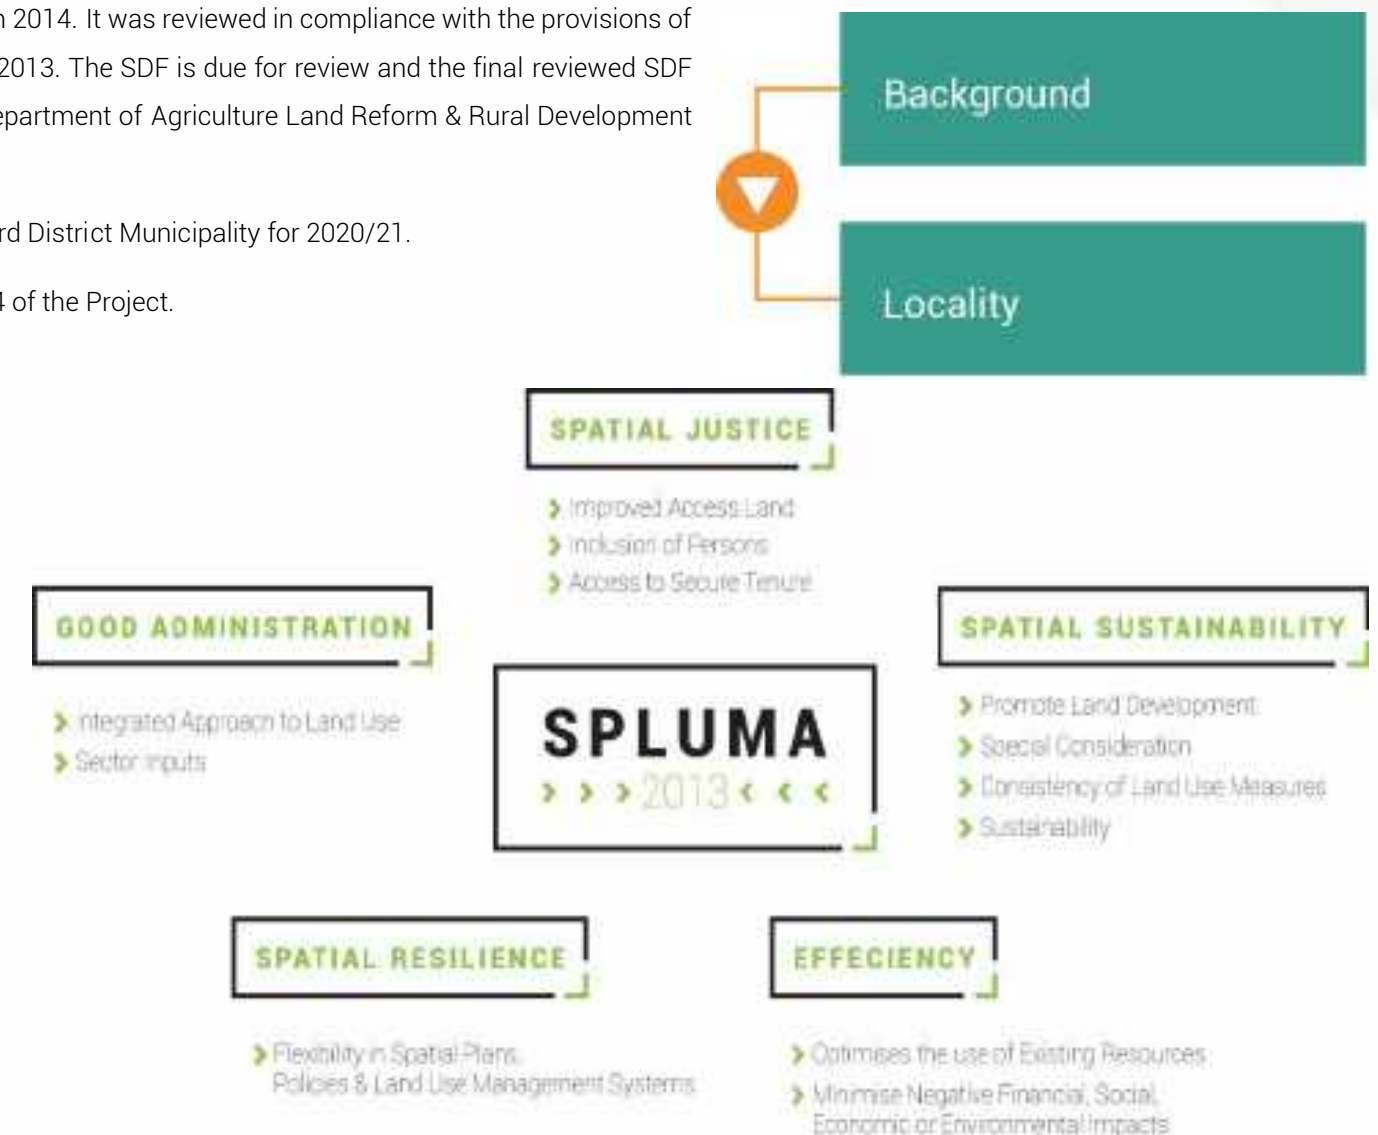 n 2014. It was reviewed in compliance with the provisions of
2013. The SDF is due for review and the final reviewed SDF
epartment of Agriculture Land Reform & Rural Development
rd District Municipality for 2020/21.
4 of the Project.
Background
Locality
SPATIAL JUSTICE
Improved Access Land
Inclusion of Persons
Access to Secure Tenure
GOOD ADMINISTRATION
Integrated Approach to Land Use
Sector Inputs
SPLUMA
2013
SPATIAL SUSTAINABILITY
Promote Land Development
Special Consideration
Consistency of Land Use Measures
Sustainability
SPATIAL RESILIENCE
Flexibility in Spatial Plans,
Policies & Land Use Management Systems
EFFECIENCY
Optimises the use of Existing Resources
Minimise Negative Financial, Social,
Economic or Environmental Impacts